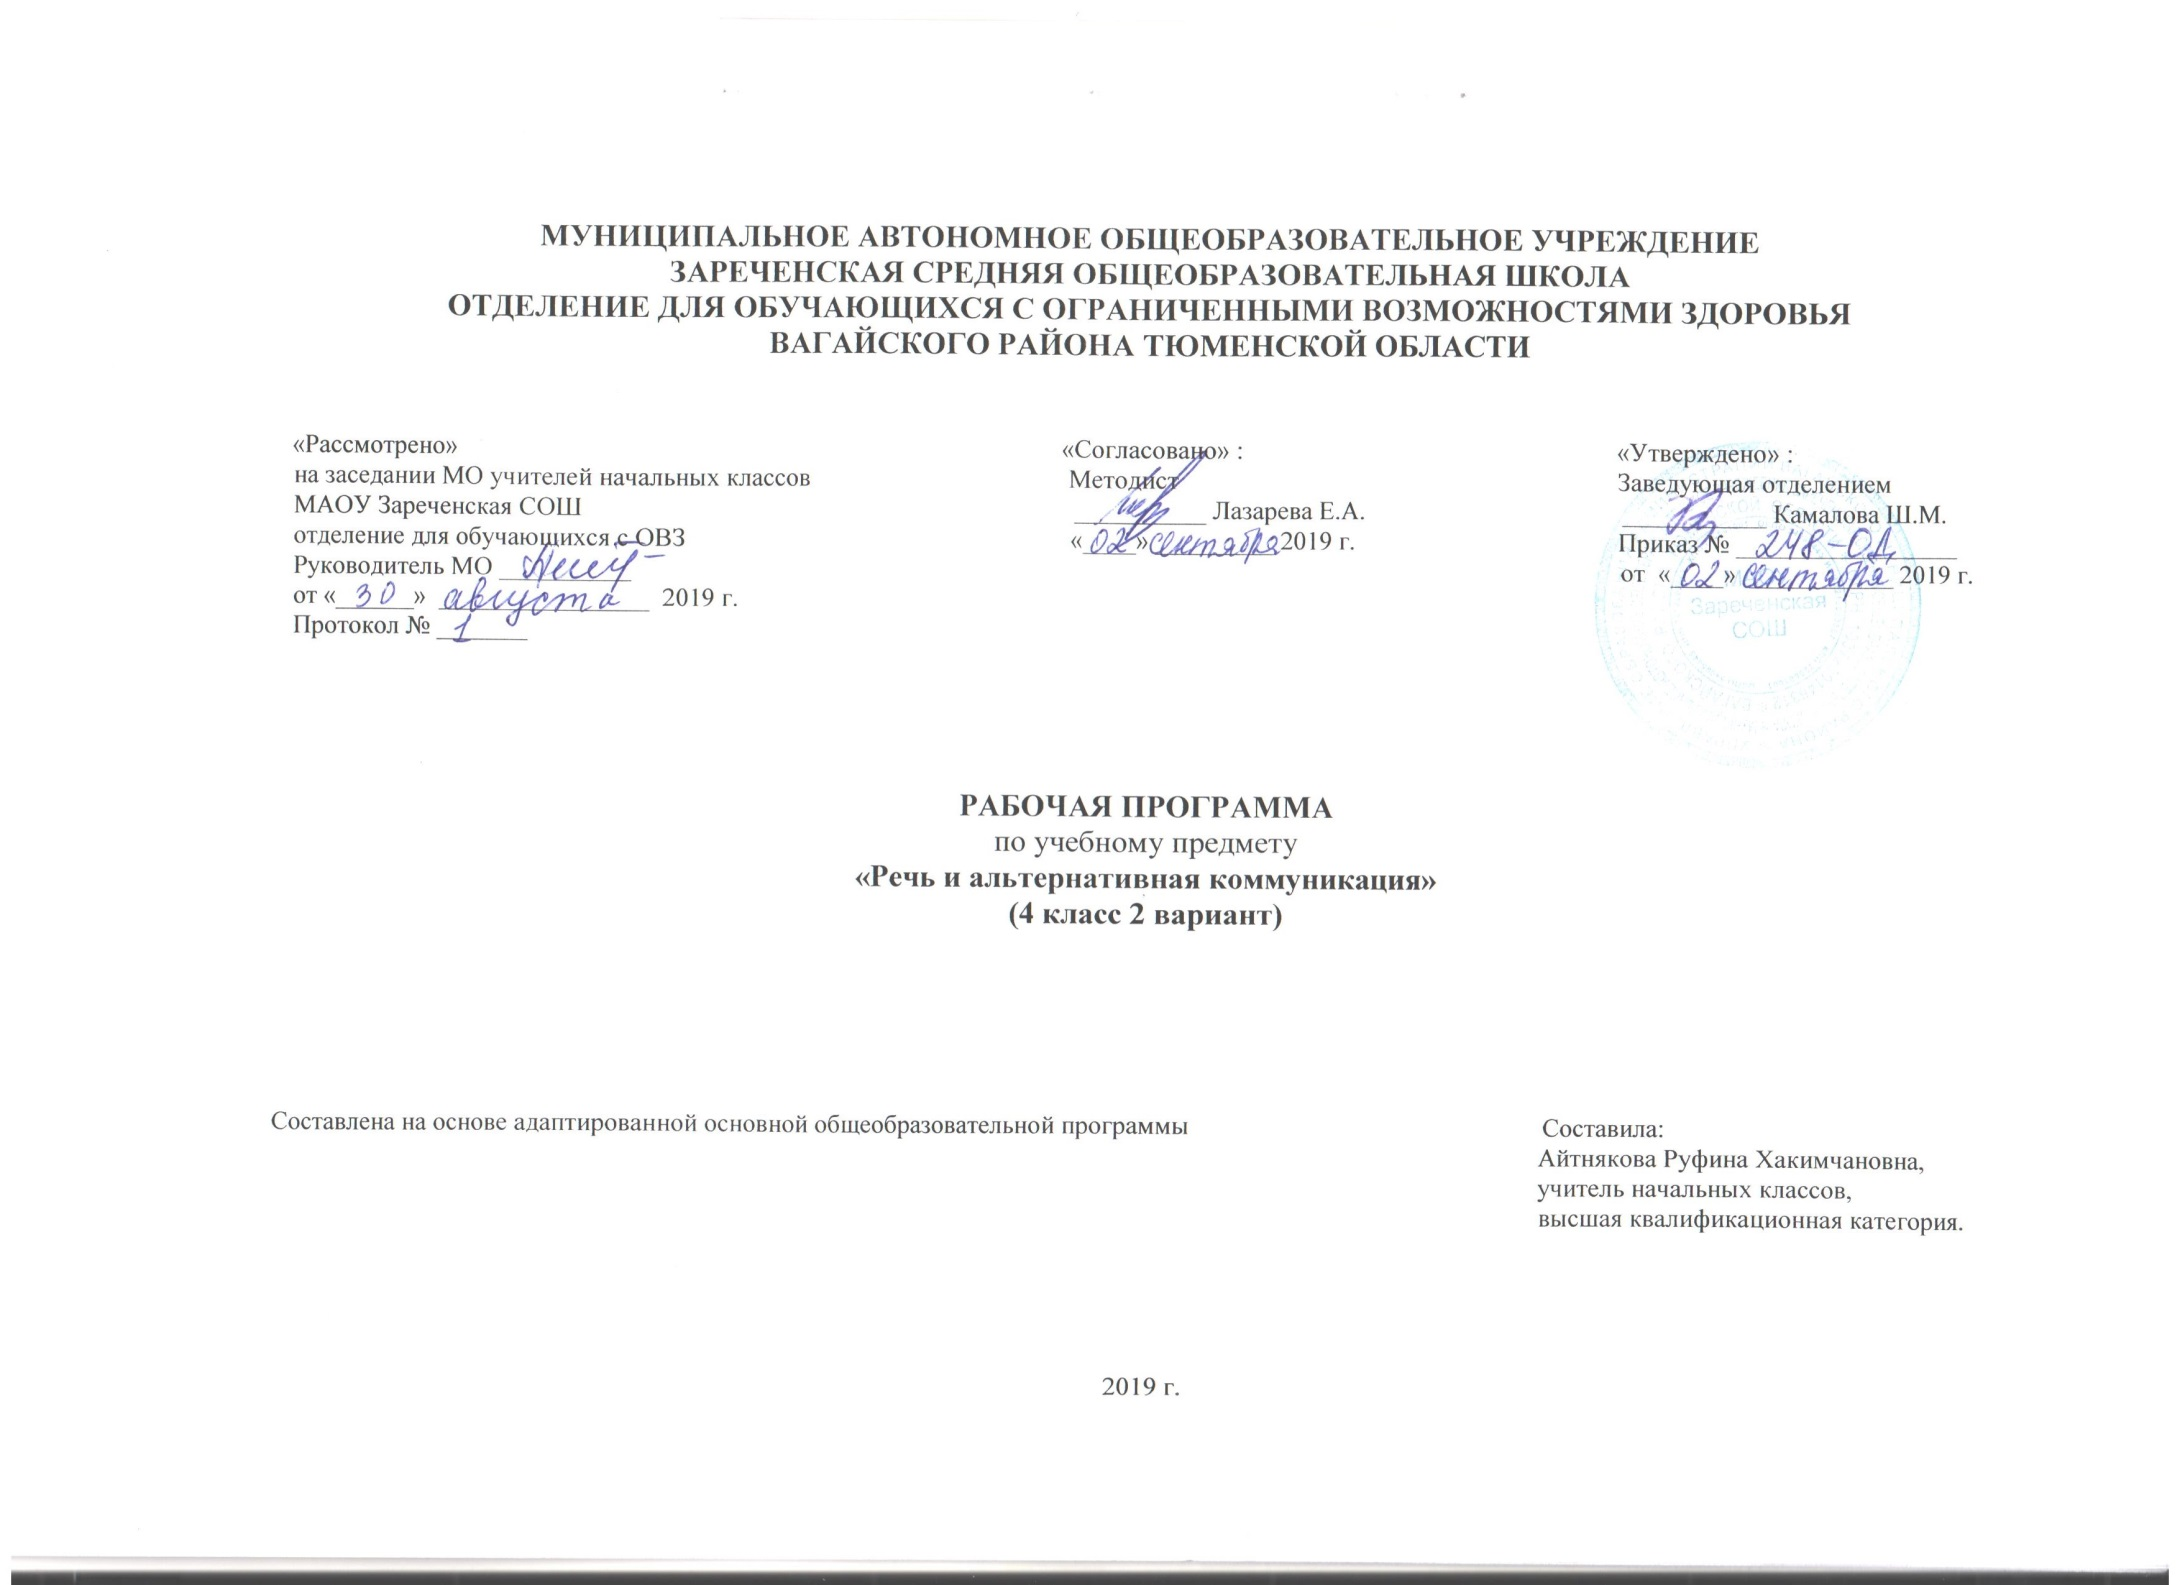 МУНИЦИПАЛЬНОЕ АВТОНОМНОЕ ОБЩЕОБРАЗОВАТЕЛЬНОЕ УЧРЕЖДЕНИЕ
ЗАРЕЧЕНСКАЯ СРЕДНЯЯ ОБЩЕОБРАЗОВАТЕЛЬНАЯ ШКОЛА
ОТДЕЛЕНИЕ ДЛЯ ОБУЧАЮЩИХСЯ С ОГРАНИЧЕННЫМИ ВОЗМОЖНОСТЯМИ ЗДОРОВЬЯ
ВАГАЙСКОГО РАЙОНА ТЮМЕНСКОЙ ОБЛАСТИ
«Рассмотрено»
на заседании МО учителей начальных классов
МАОУ Зареченская СОШ
отделение для обучающихся с ОВЗ
Руководитель МО
от «30» августа 2019 г.
Протокол № 1
«Согласовано» :
Методист
Лазарева Е.А.
«02» сентября 2019 г.
«Утверждено» :
Заведующая отделением
Камалова Ш.М.
Приказ № 248-ОД
от «02» сентября 2019 г.
Зареченская
СОШ
РАБОЧАЯ ПРОГРАММА
по учебному предмету
«Речь и альтернативная коммуникация»
(4 класс 2 вариант)
Составлена на основе адаптированной основной общеобразовательной программы
Составила:
Айтнякова Руфина Хакимчановна,
учитель начальных классов,
высшая квалификационная категория.
2019 г.